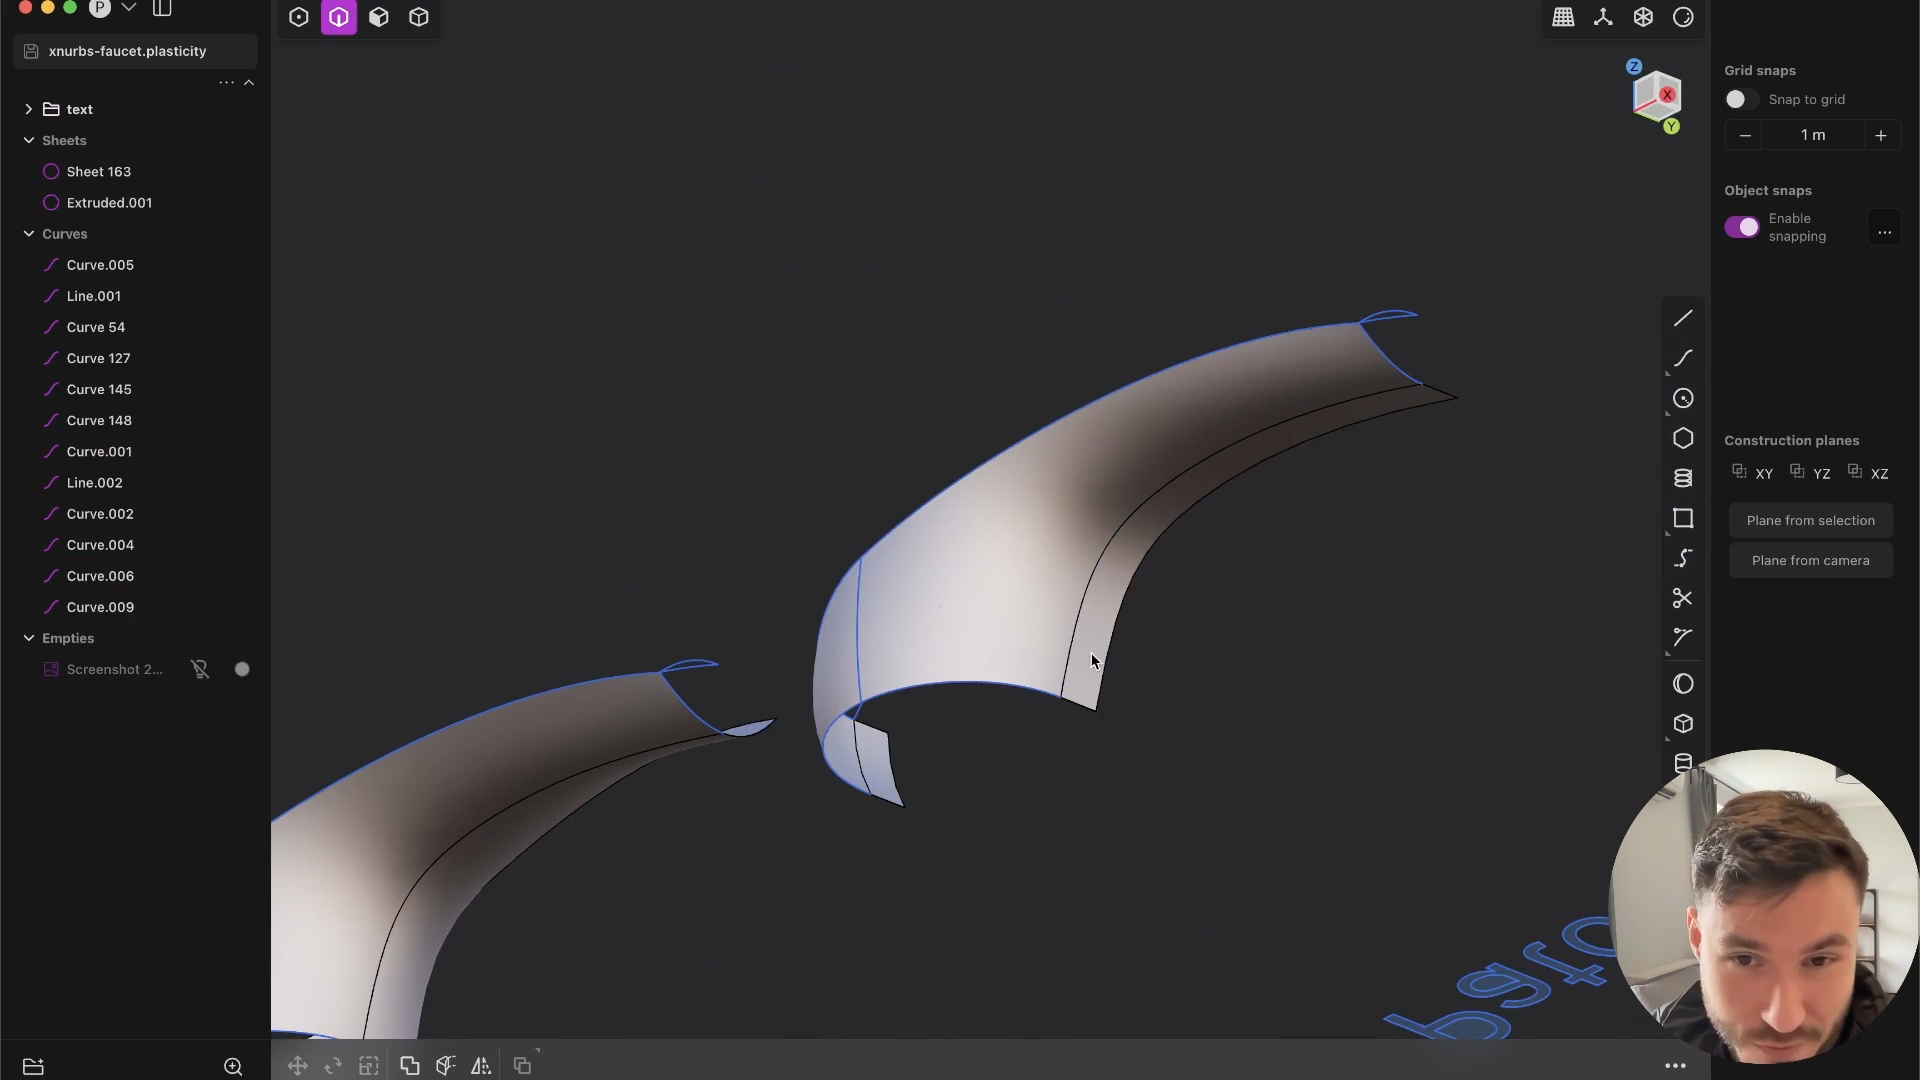 P
xnurbs-faucet.plasticity
text
Sheets
Sheet 163
Extruded.001
Curves
Curve.005
Line.001
Curve 54
Curve 127
Curve 145
Curve 148
Curve.001
Line.002
Curve.002
Curve.004
Curve.006
Curve.009
Empties
Screenshot 2...
Z
X
Y
Grid snaps
Snap to grid
1 m
Object snaps
Enable
snapping
...
Construction planes
XY
YZ
XZ
Plane from selection
Plane from camera